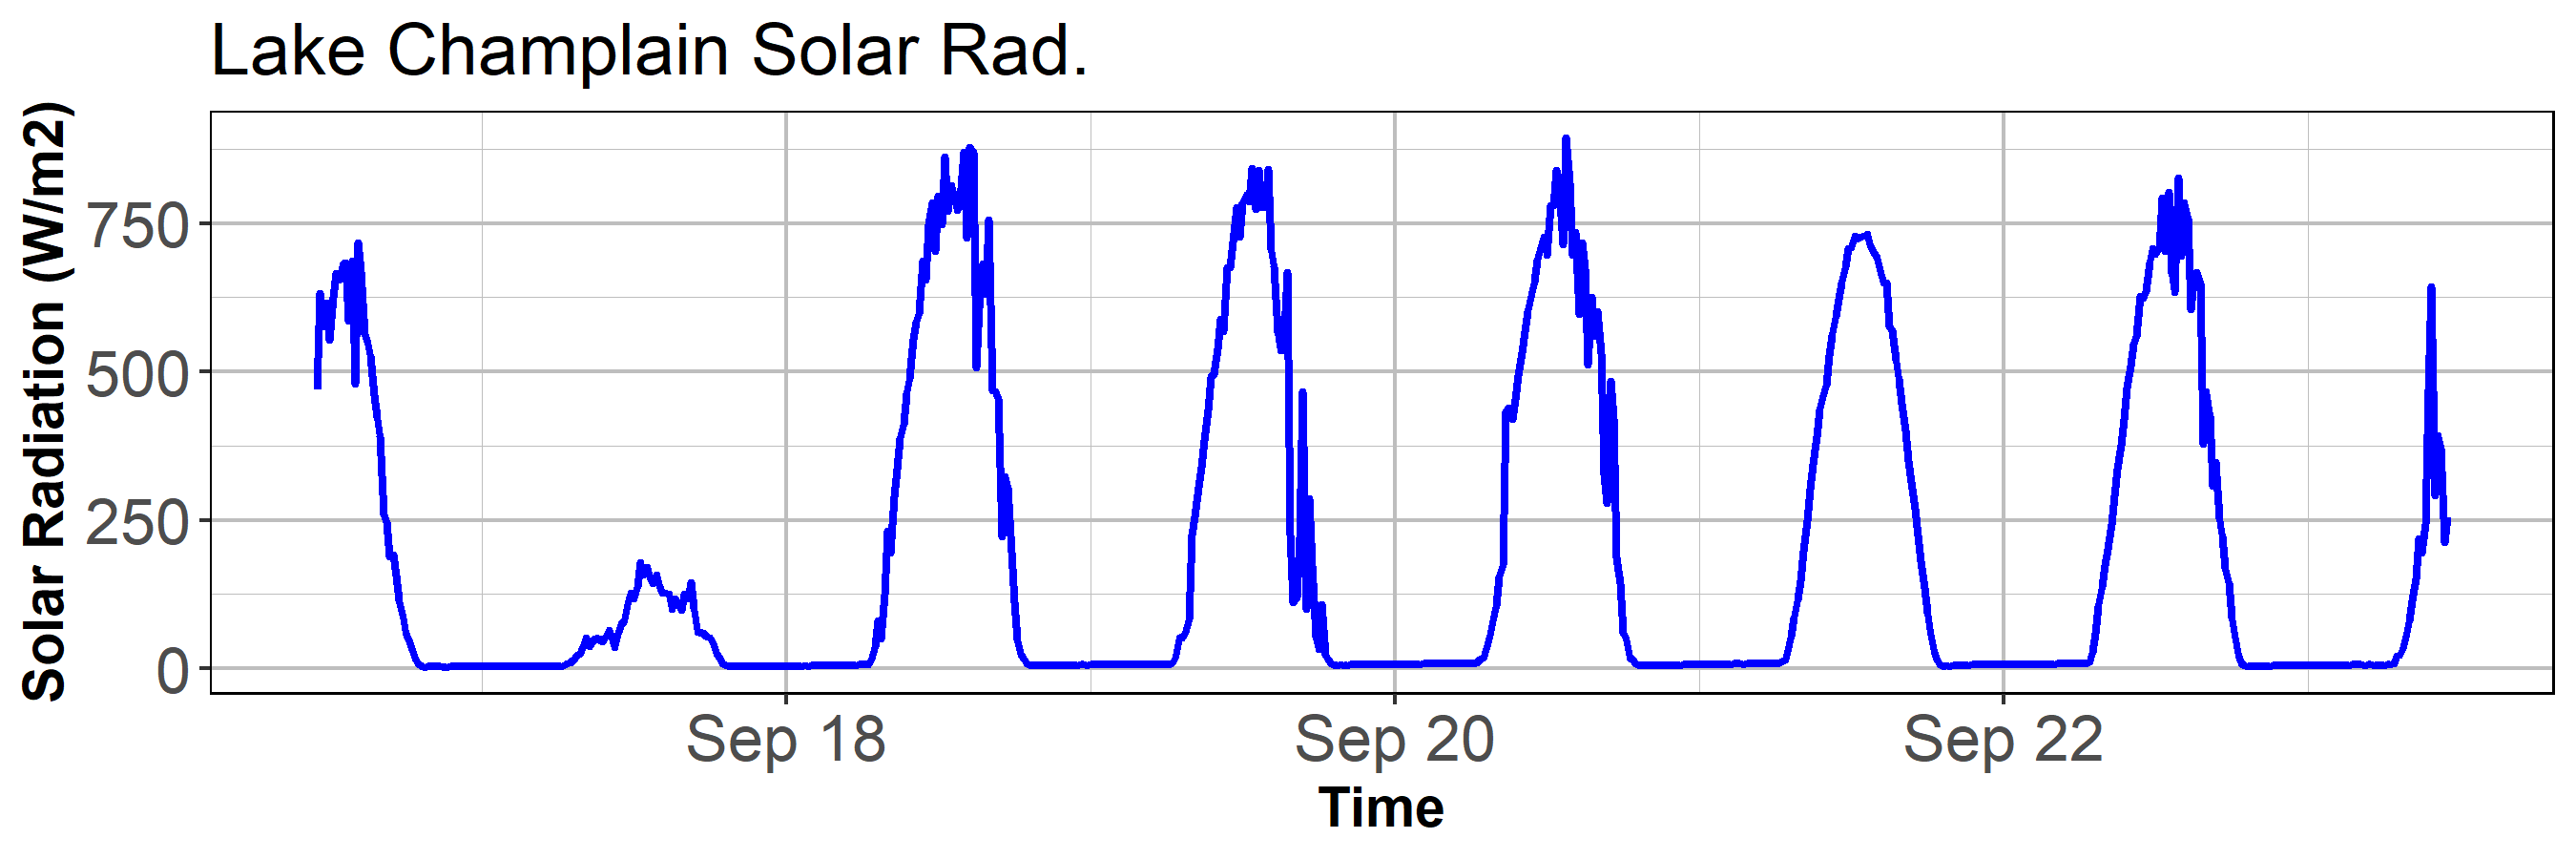 Lake Champlain Solar Rad.
Solar Radiation (W/m2)
750
500
250
0
Sep 18
Sep 20
Sep 22
Time